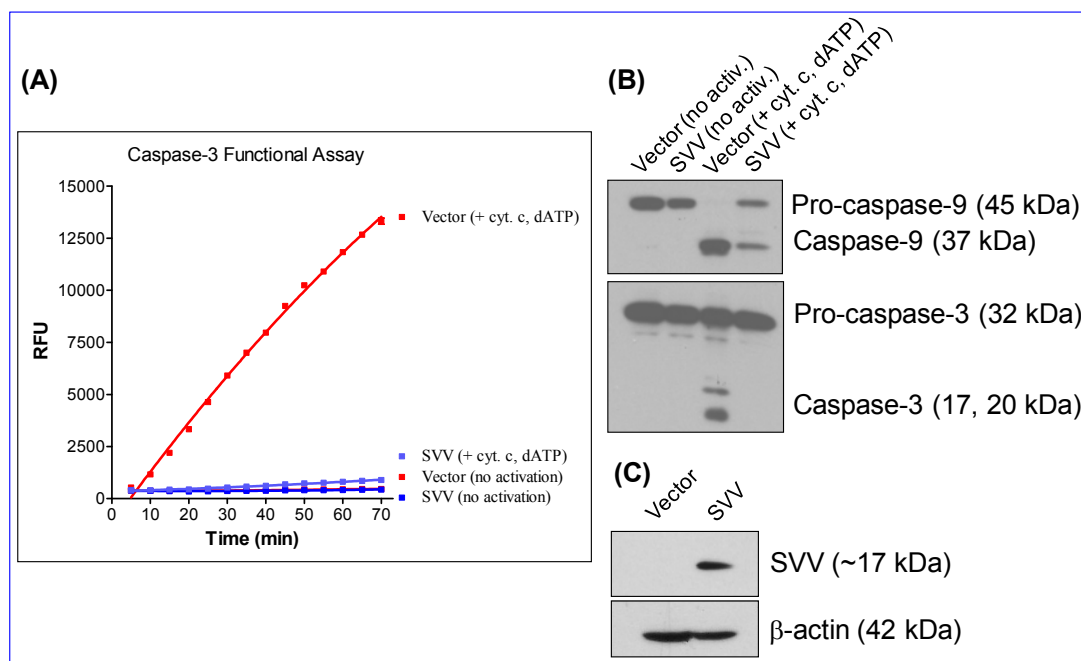 (A)
Caspase-3 Functional Assay
15000
12500
10000
7500
5000
2500
0
RFU
0 10 20 30 40 50 60 70
Time (min)
Vector (+ cyt. c, dATP)
SVV (+ cyt. c, dATP)
Vector (no activation)
SVV (no activation)
(B)
Vector (no activ.)
SVV (no activ.)
Vector (+ cyt. c, dATP)
SVV (+ cyt. c, dATP)
Pro-caspase-9 (45 kDa)
Caspase-9 (37 kDa)
Pro-caspase-3 (32 kDa)
Caspase-3 (17, 20 kDa)
(C)
Vector
SVV
SVV (~17 kDa)
β-actin (42 kDa)